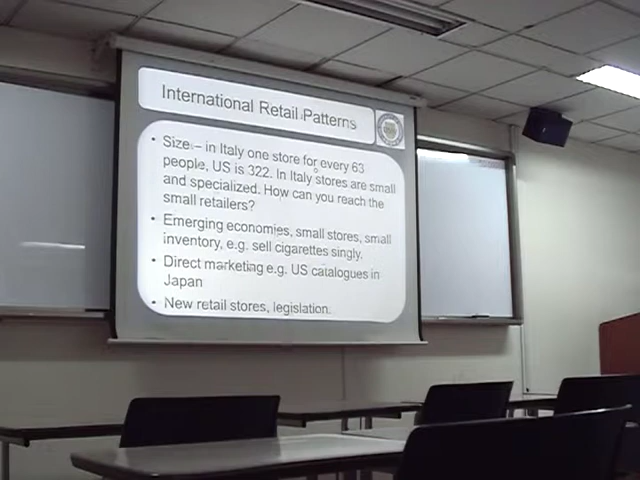 International Retail Patterns
• Size – in Italy one store for every 63
people, US is 322. In Italy stores are small
and specialized. How can you reach the
small retailers?
• Emerging economies, small stores, small
inventory, e.g. sell cigarettes singly.
• Direct marketing e.g. US catalogues in
Japan
• New retail stores, legislation.